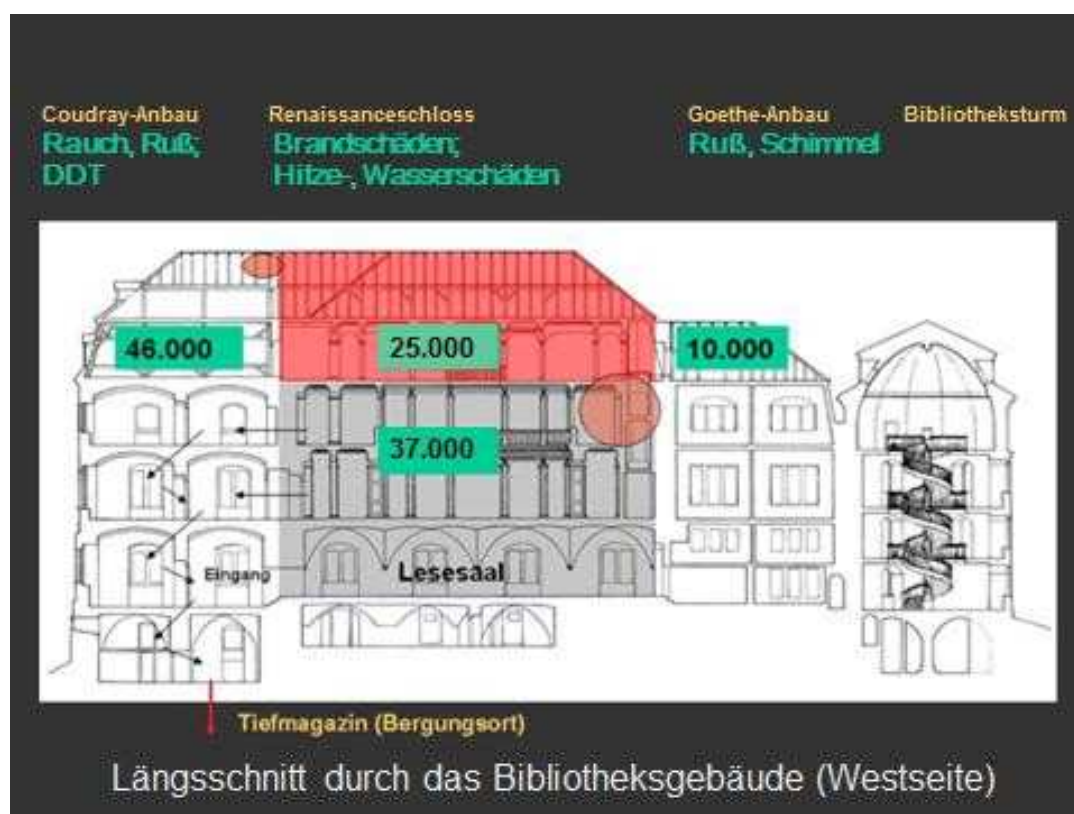 Coudray-Anbau
Rauch, Ruß;
DDT
Renaissanceschloss
Brandschäden;
Hitze-, Wasserschäden
Goethe-Anbau
Ruß, Schimmel
Bibliotheksturm
46.000
25.000
10.000
37.000
Eingang
Lesesaal
Tiefmagazin (Bergungsort)
Längsschnitt durch das Bibliotheksgebäude (Westseite)